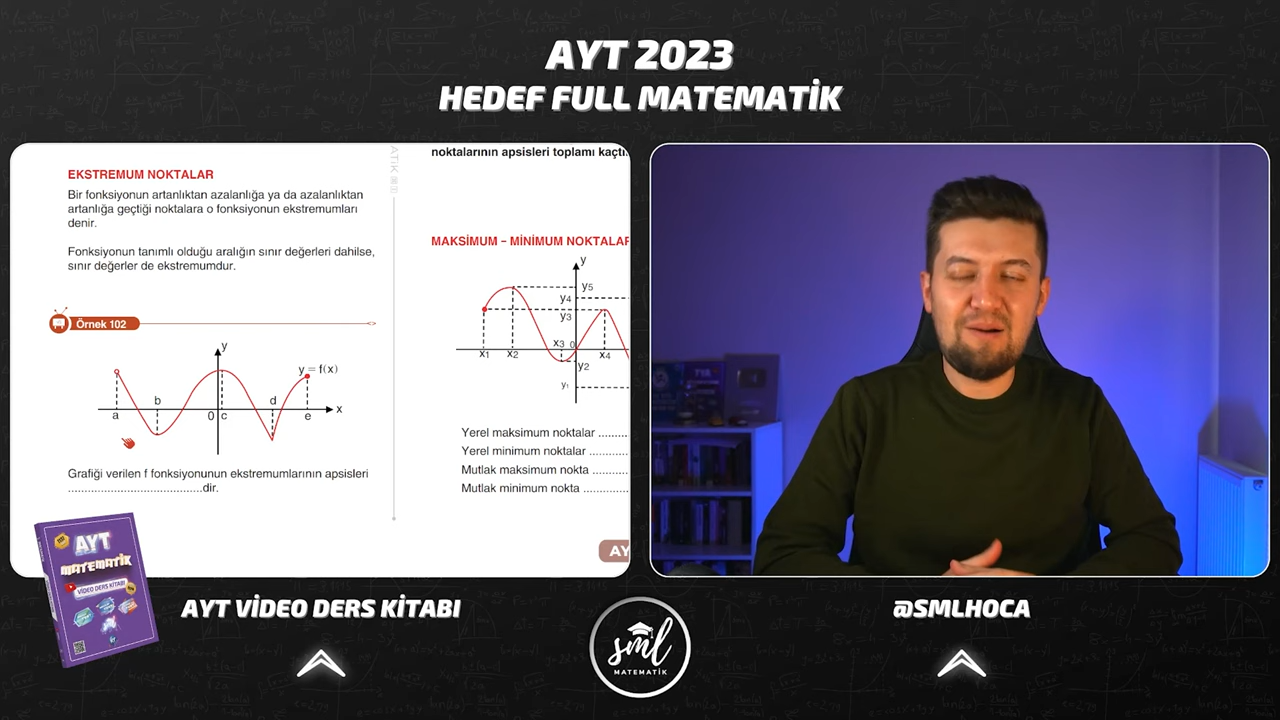 AYT 2023
HEDEF FULL MATEMATİK
EKSTREMUM NOKTALAR
Bir fonksiyonun artanlıktan azalanlığa ya da azalanlıktan
artanlığa geçtiği noktalara o fonksiyonun ekstremumları
denir.
Fonksiyonun tanımlı olduğu aralığın sınır değerleri dahilse,
sınır değerler de ekstremumdur.
Örnek 102
y
y = f(x)
b
d
a
0
c
e
x
Grafiği verilen f fonksiyonunun ekstremumlarının apsisleri
..........................................dir.
noktalarının apsisleri toplamı kaçtı
MAKSİMUM – MİNİMUM NOKTALAR
y
y5
y4
y3
x3
0
x1
x2
x4
y2
y1
Yerel maksimum noktalar ........
Yerel minimum noktalar ...........
Mutlak maksimum nokta ..........
Mutlak minimum nokta ............
AY
AYT
MATEMATİK
VİDEO DERS KİTABI
AYT VİDEO DERS KİTABI
sml
MATEMATİK
@SMLHOCA